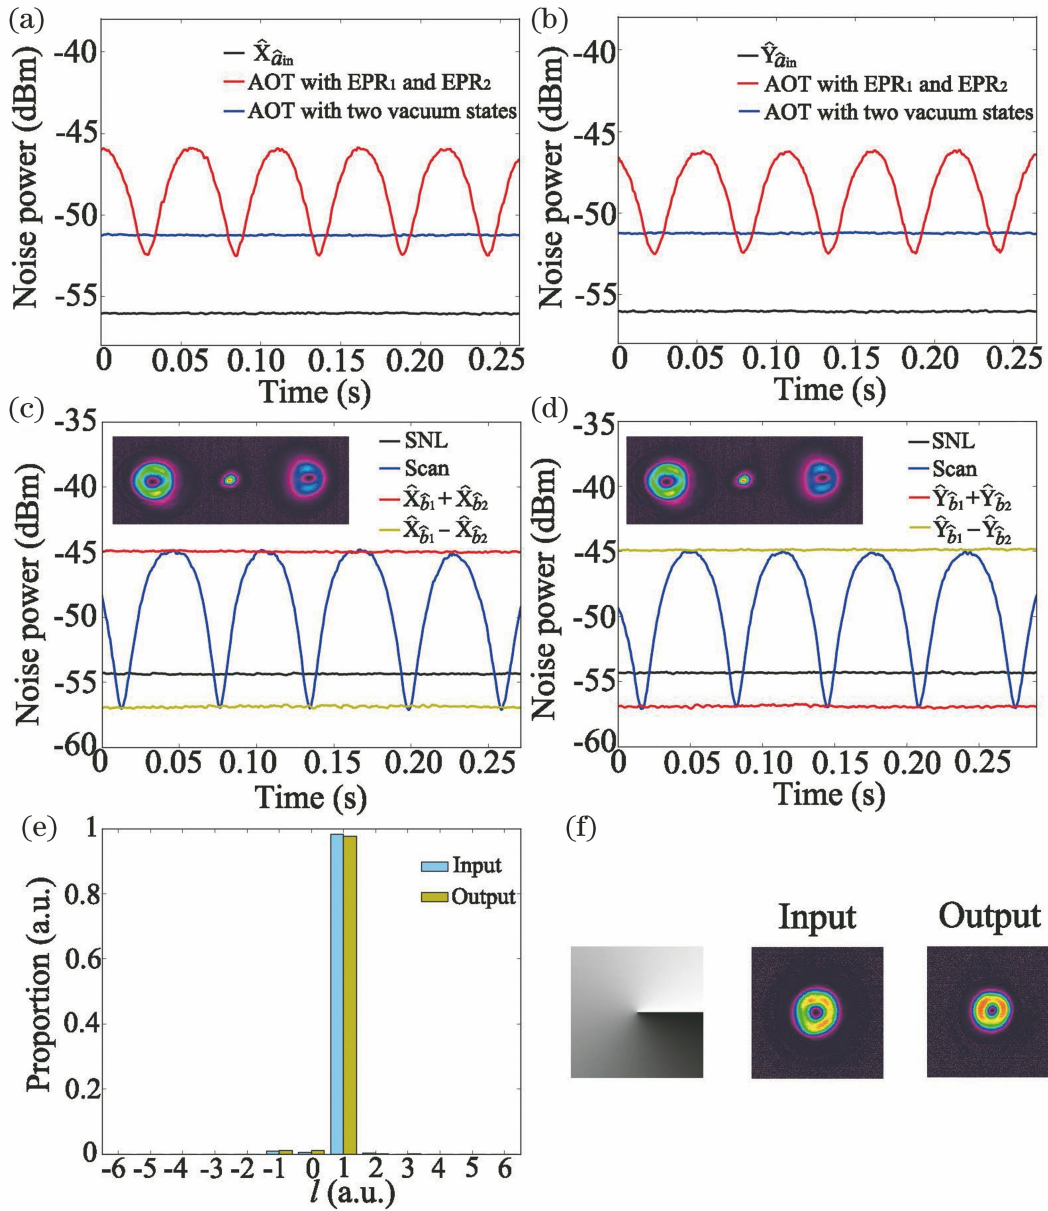 (a)
Noise power (dBm)
-40
-45
-50
-55
X̂âin
AOT with EPR₁ and EPR₂
AOT with two vacuum states
0 0.05 0.10 0.15 0.20 0.25
Time (s)
(b)
Noise power (dBm)
-40
-45
-50
-55
Ŷâin
AOT with EPR₁ and EPR₂
AOT with two vacuum states
0 0.05 0.10 0.15 0.20 0.25
Time (s)
(c)
Noise power (dBm)
-35
-40
-45
-50
-55
-60
SNL
Scan
X̂b̂1 + X̂b̂2
X̂b̂1 − X̂b̂2
0 0.05 0.10 0.15 0.20 0.25
Time (s)
(d)
Noise power (dBm)
-35
-40
-45
-50
-55
-60
SNL
Scan
Ŷb̂1 + Ŷb̂2
Ŷb̂1 − Ŷb̂2
0 0.05 0.10 0.15 0.20 0.25
Time (s)
(e)
Proportion (a.u.)
1
0.8
0.6
0.4
0.2
0
Input
Output
-6 -5 -4 -3 -2 -1 0 1 2 3 4 5 6
l (a.u.)
(f)
Input Output